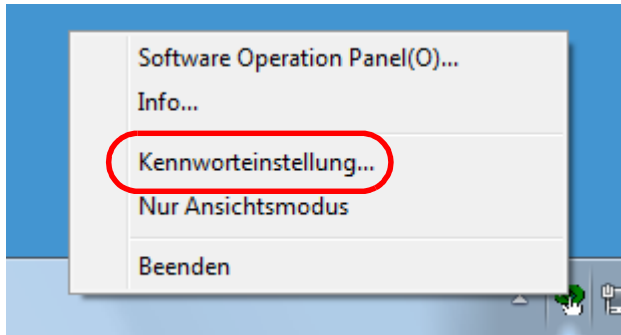 Software Operation Panel(O)...
Info...
Kennworteinstellung...
Nur Ansichtsmodus
Beenden